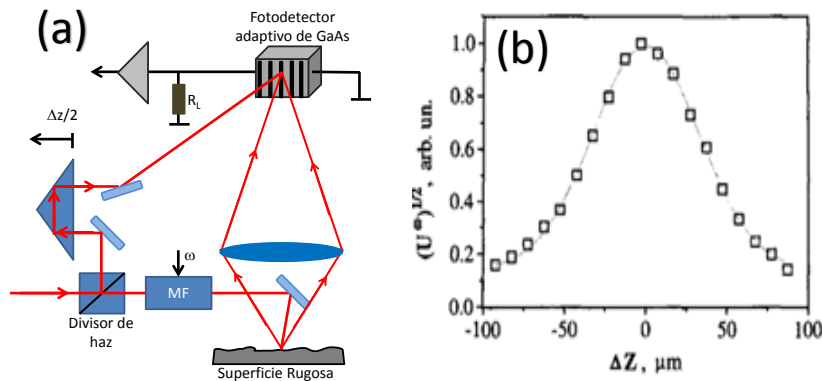 (a)
Fotodetector
adaptivo de GaAs
R_L
Δz/2
ω
MF
Divisor de
haz
Superficie Rugosa
(b)
(U^ω)^1/2, arb. un.
1.0
0.8
0.6
0.4
0.2
0.0
-100 -50 0 50 100
ΔZ, μm